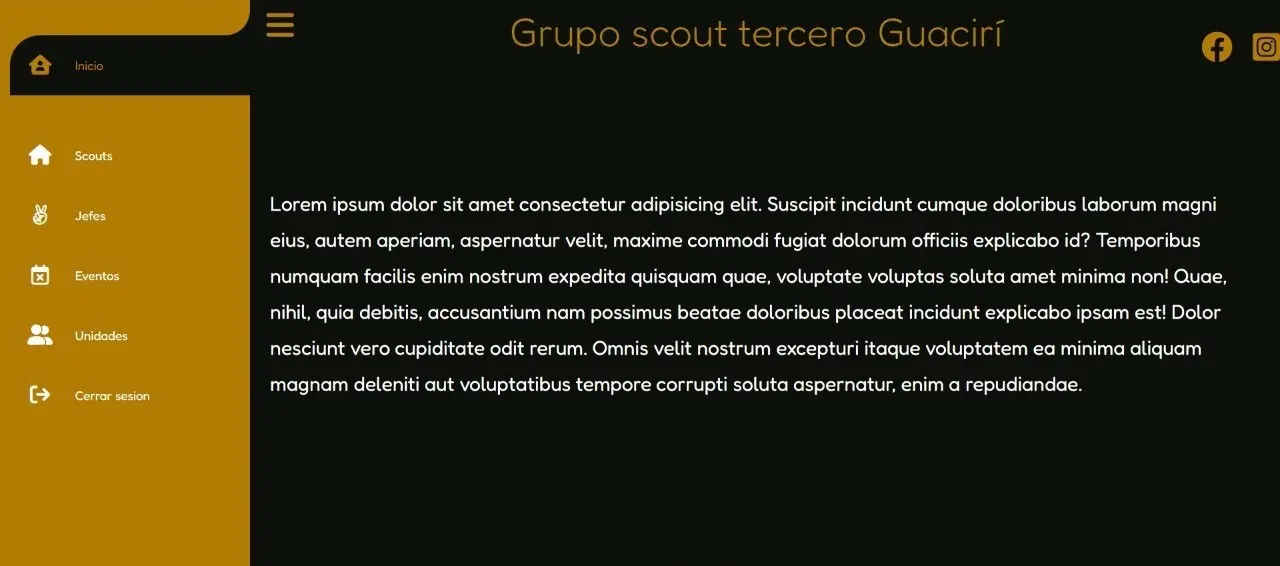 Grupo scout tercero Guacirí
Inicio
Scouts
Jefes
Eventos
Unidades
Cerrar sesion
Lorem ipsum dolor sit amet consectetur adipisicing elit. Suscipit incidunt cumque doloribus laborum magni
eius, autem aperiam, aspernatur velit, maxime commodi fugiat dolorum officiis explicabo id? Temporibus
numquam facilis enim nostrum expedita quisquam quae, voluptate voluptas soluta amet minima non! Quae,
nihil, quia debitis, accusantium nam possimus beatae doloribus placeat incidunt explicabo ipsam est! Dolor
nesciunt vero cupiditate odit rerum. Omnis velit nostrum excepturi itaque voluptatem ea minima aliquam
magnam deleniti aut voluptatibus tempore corrupti soluta aspernatur, enim a repudiandae.